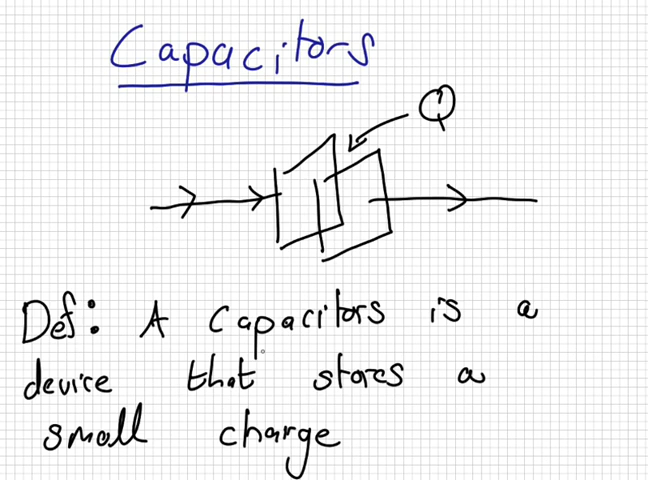 Capacitors
Q
Def: A Capacitors is a
device that stores a
small charge